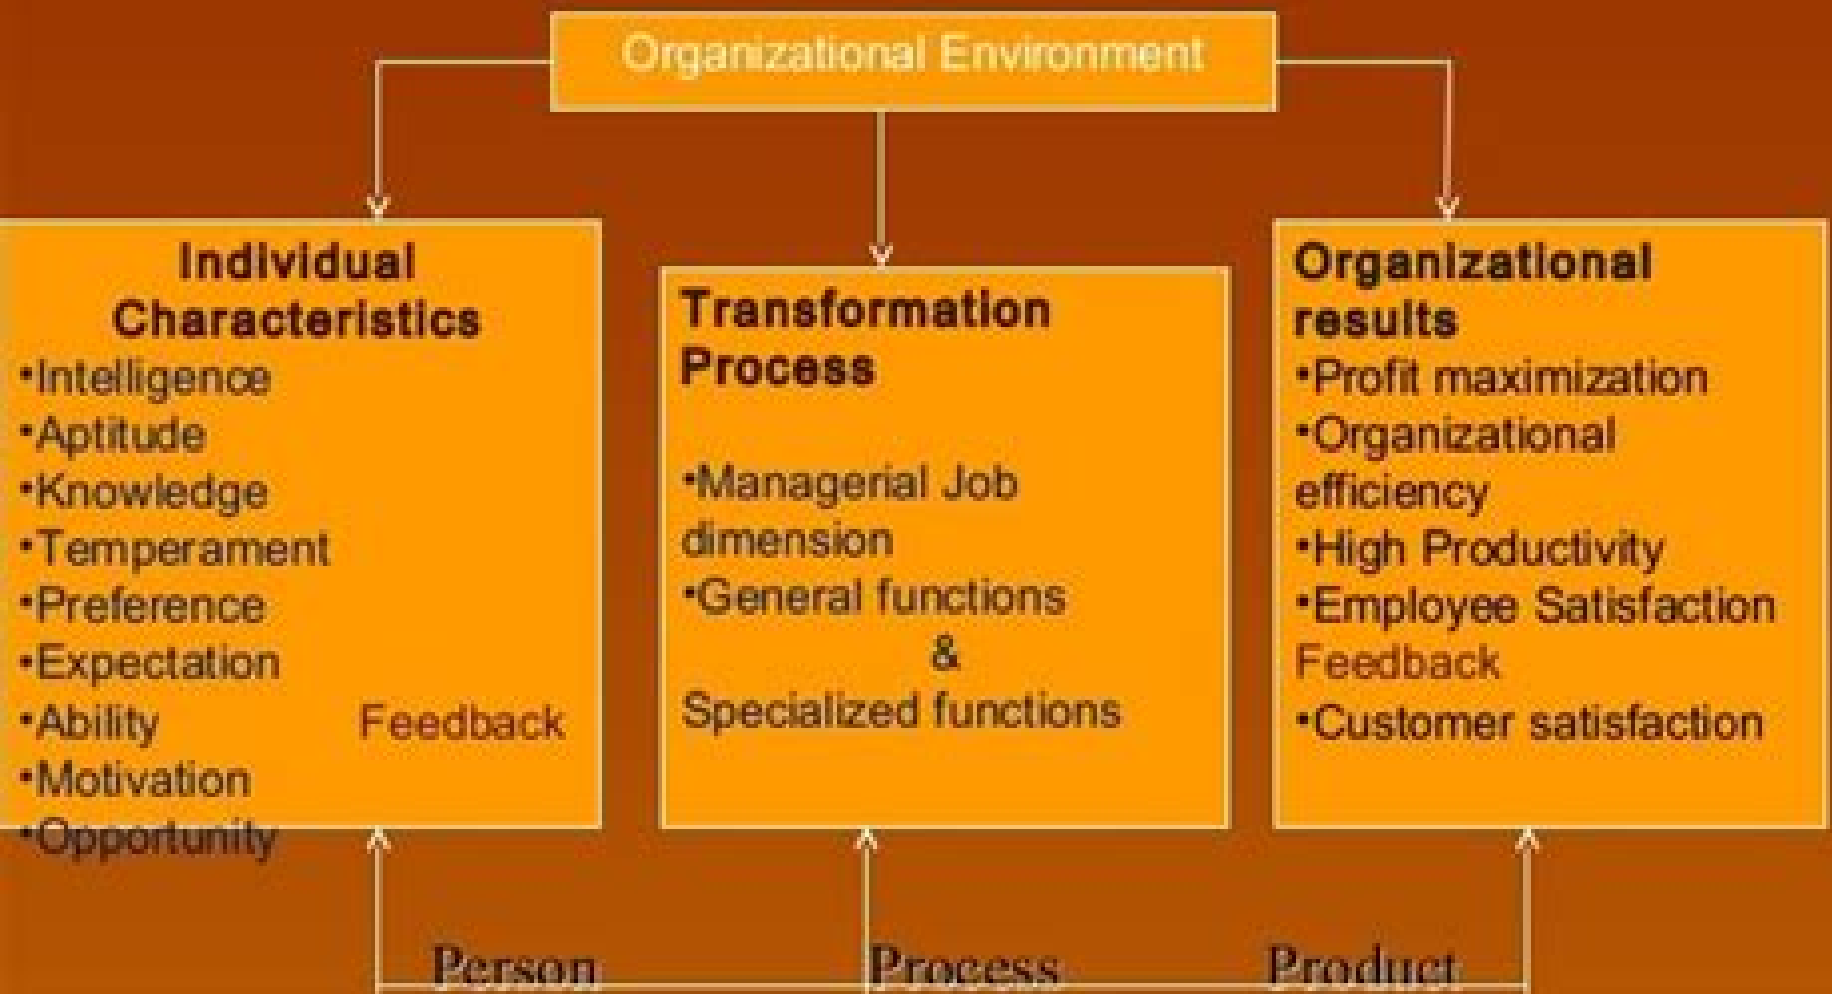 Organizational Environment
Individual
Characteristics
•Intelligence
•Aptitude
•Knowledge
•Temperament
•Preference
•Expectation
•Ability Feedback
•Motivation
•Opportunity
Transformation
Process
•Managerial Job
dimension
•General functions
&
Specialized functions
Organizational
results
•Profit maximization
•Organizational
efficiency
•High Productivity
•Employee Satisfaction
Feedback
•Customer satisfaction
Person Process Product